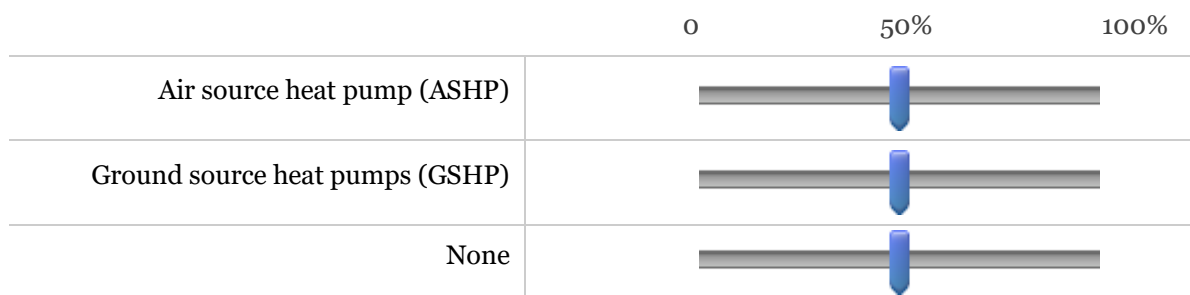 0 50% 100%
Air source heat pump (ASHP)
Ground source heat pumps (GSHP)
None